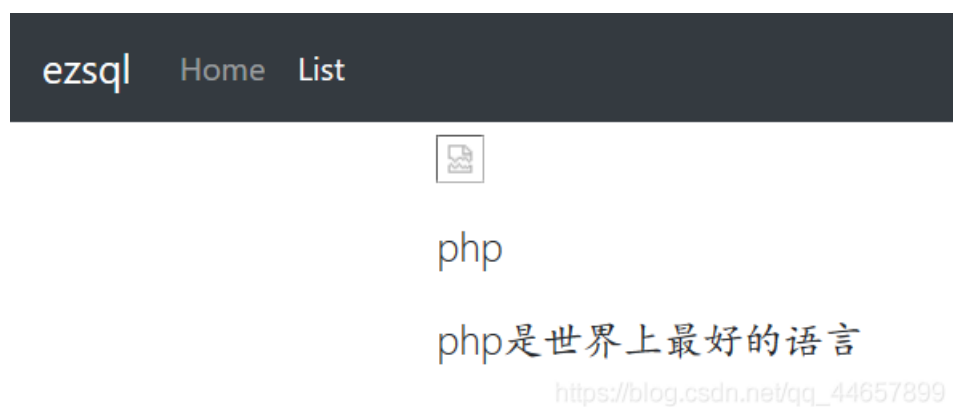 ezsql Home List
php
php是世界上最好的语言
https://blog.csdn.net/qq_44657899